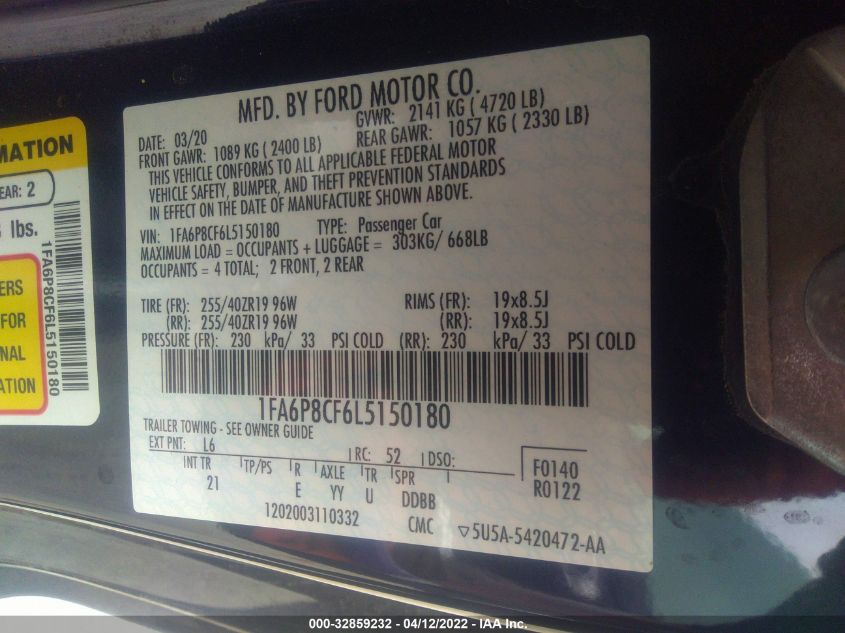 MATION
EAR: 2
lbs.
1FA6P8CF6L5150180
ERS
FOR
NAL
ATION
MFD. BY FORD MOTOR CO.
DATE: 03/20 GVWR: 2141 KG ( 4720 LB)
FRONT GAWR: 1089 KG ( 2400 LB) REAR GAWR: 1057 KG ( 2330 LB)
THIS VEHICLE CONFORMS TO ALL APPLICABLE FEDERAL MOTOR
VEHICLE SAFETY, BUMPER, AND THEFT PREVENTION STANDARDS
IN EFFECT ON THE DATE OF MANUFACTURE SHOWN ABOVE.
VIN: 1FA6P8CF6L5150180 TYPE: Passenger Car
MAXIMUM LOAD = OCCUPANTS + LUGGAGE = 303KG/ 668LB
OCCUPANTS = 4 TOTAL; 2 FRONT, 2 REAR
TIRE (FR): 255/40ZR19 96W RIMS (FR): 19x8.5J
(RR): 255/40ZR19 96W (RR): 19x8.5J
PRESSURE (FR): 230 kPa/ 33 PSI COLD (RR): 230 kPa/ 33 PSI COLD
1FA6P8CF6L5150180
TRAILER TOWING - SEE OWNER GUIDE
EXT PNT: L6 RC: 52 DSO:
INT TR TP/PS R AXLE TR SPR F0140
21 E YY U DDBB R0122
1202003110332 CMC ▽5U5A-5420472-AA
000-32859232 - 04/12/2022 - IAAI.com